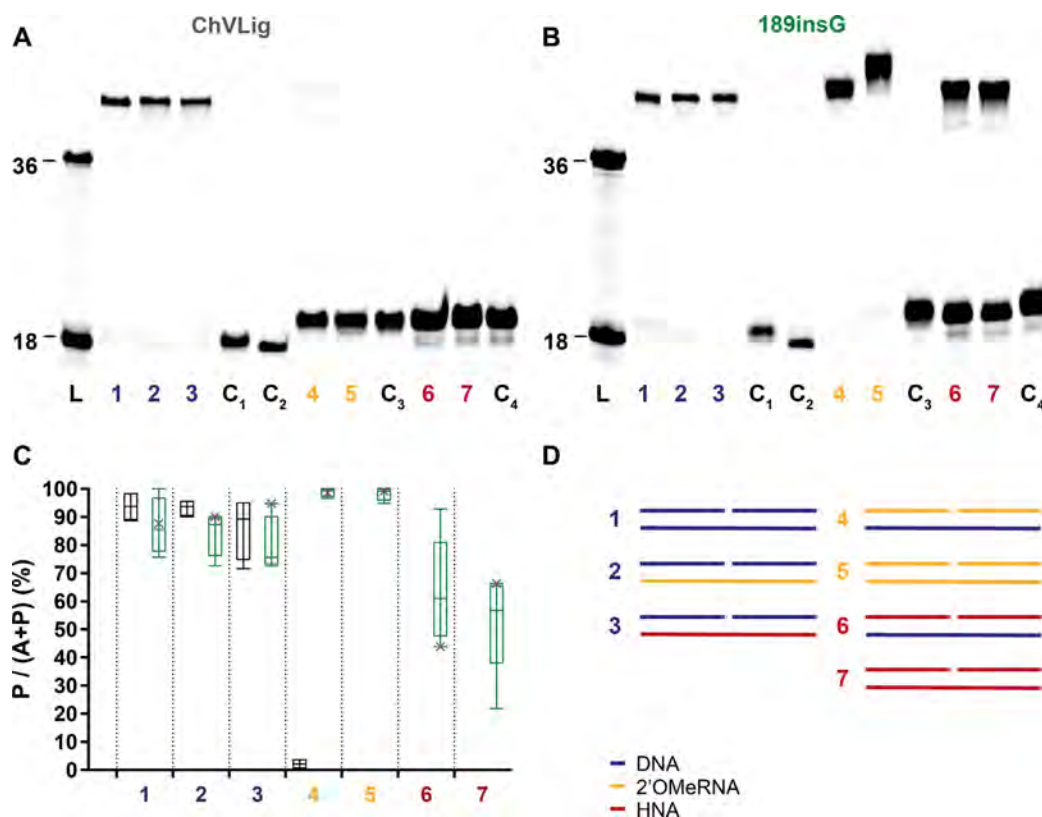 A ChVLig
36
18
L 1 2 3 C1 C2 4 5 C3 6 7 C4
B 189insG
36
18
L 1 2 3 C1 C2 4 5 C3 6 7 C4
C
P / (A+P) (%)
100
90
80
70
60
50
40
30
20
10
0
1 2 3 4 5 6 7
D
1 4
2 5
3 6
7
DNA
2'OMeRNA
HNA